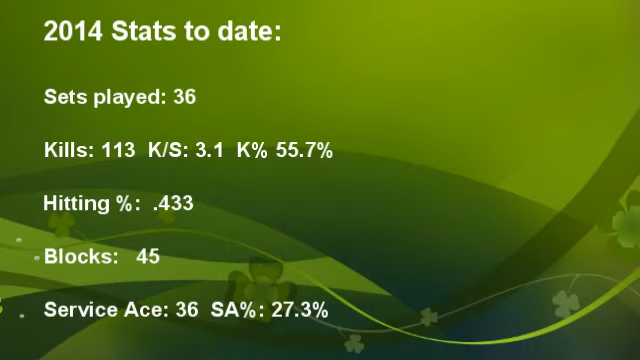 2014 Stats to date:
Sets played: 36
Kills: 113  K/S: 3.1  K% 55.7%
Hitting %:  .433
Blocks:   45
Service Ace: 36  SA%: 27.3%